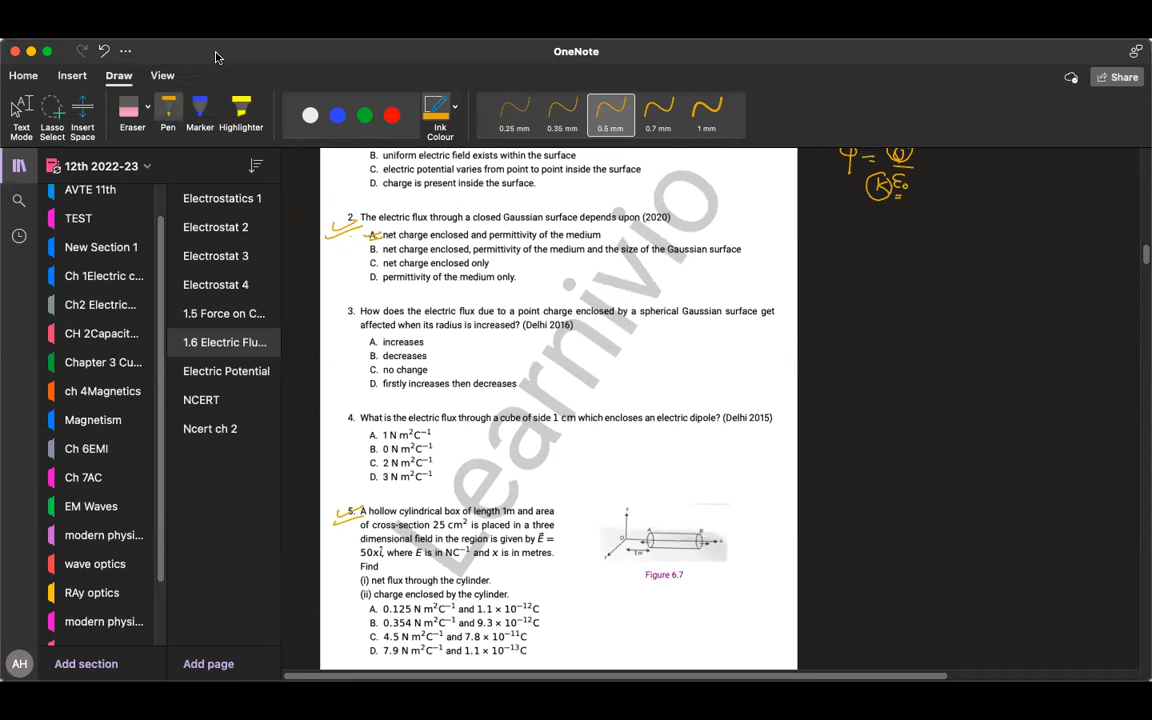 OneNote
Home Insert Draw View
Share
Text Mode
Lasso Select
Insert Space
Eraser
Pen
Marker
Highlighter
Ink Colour
0.25 mm
0.35 mm
0.5 mm
0.7 mm
1 mm
12th 2022-23
AVTE 11th
TEST
New Section 1
Ch 1Electric c...
Ch2 Electric...
CH 2Capacit...
Chapter 3 Cu...
ch 4Magnetics
Magnetism
Ch 6EMI
Ch 7AC
EM Waves
modern physi...
wave optics
RAy optics
modern physi...
AH
Add section
Electrostatics 1
Electrostat 2
Electrostat 3
Electrostat 4
1.5 Force on C...
1.6 Electric Flu...
Electric Potential
NCERT
Ncert ch 2
Add page
B. uniform electric field exists within the surface
C. electric potential varies from point to point inside the surface
D. charge is present inside the surface.
2. The electric flux through a closed Gaussian surface depends upon (2020)
A. net charge enclosed and permittivity of the medium
B. net charge enclosed, permittivity of the medium and the size of the Gaussian surface
C. net charge enclosed only
D. permittivity of the medium only.
3. How does the electric flux due to a point charge enclosed by a spherical Gaussian surface get
affected when its radius is increased? (Delhi 2016)
A. increases
B. decreases
C. no change
D. firstly increases then decreases
4. What is the electric flux through a cube of side 1 cm which encloses an electric dipole? (Delhi 2015)
A. 1 N m²C⁻¹
B. 0 N m²C⁻¹
C. 2 N m²C⁻¹
D. 3 N m²C⁻¹
5. A hollow cylindrical box of length 1m and area
of cross-section 25 cm² is placed in a three
dimensional field in the region is given by E⃗ =
50xî, where E is in NC⁻¹ and x is in metres.
Find
(i) net flux through the cylinder.
(ii) charge enclosed by the cylinder.
A. 0.125 N m²C⁻¹ and 1.1 × 10⁻¹²C
B. 0.354 N m²C⁻¹ and 9.3 × 10⁻¹²C
C. 4.5 N m²C⁻¹ and 7.8 × 10⁻¹¹C
D. 7.9 N m²C⁻¹ and 1.1 × 10⁻¹³C
Y
O
A
B
1 m
x
z
Figure 6.7
Learnivio
K ε₀